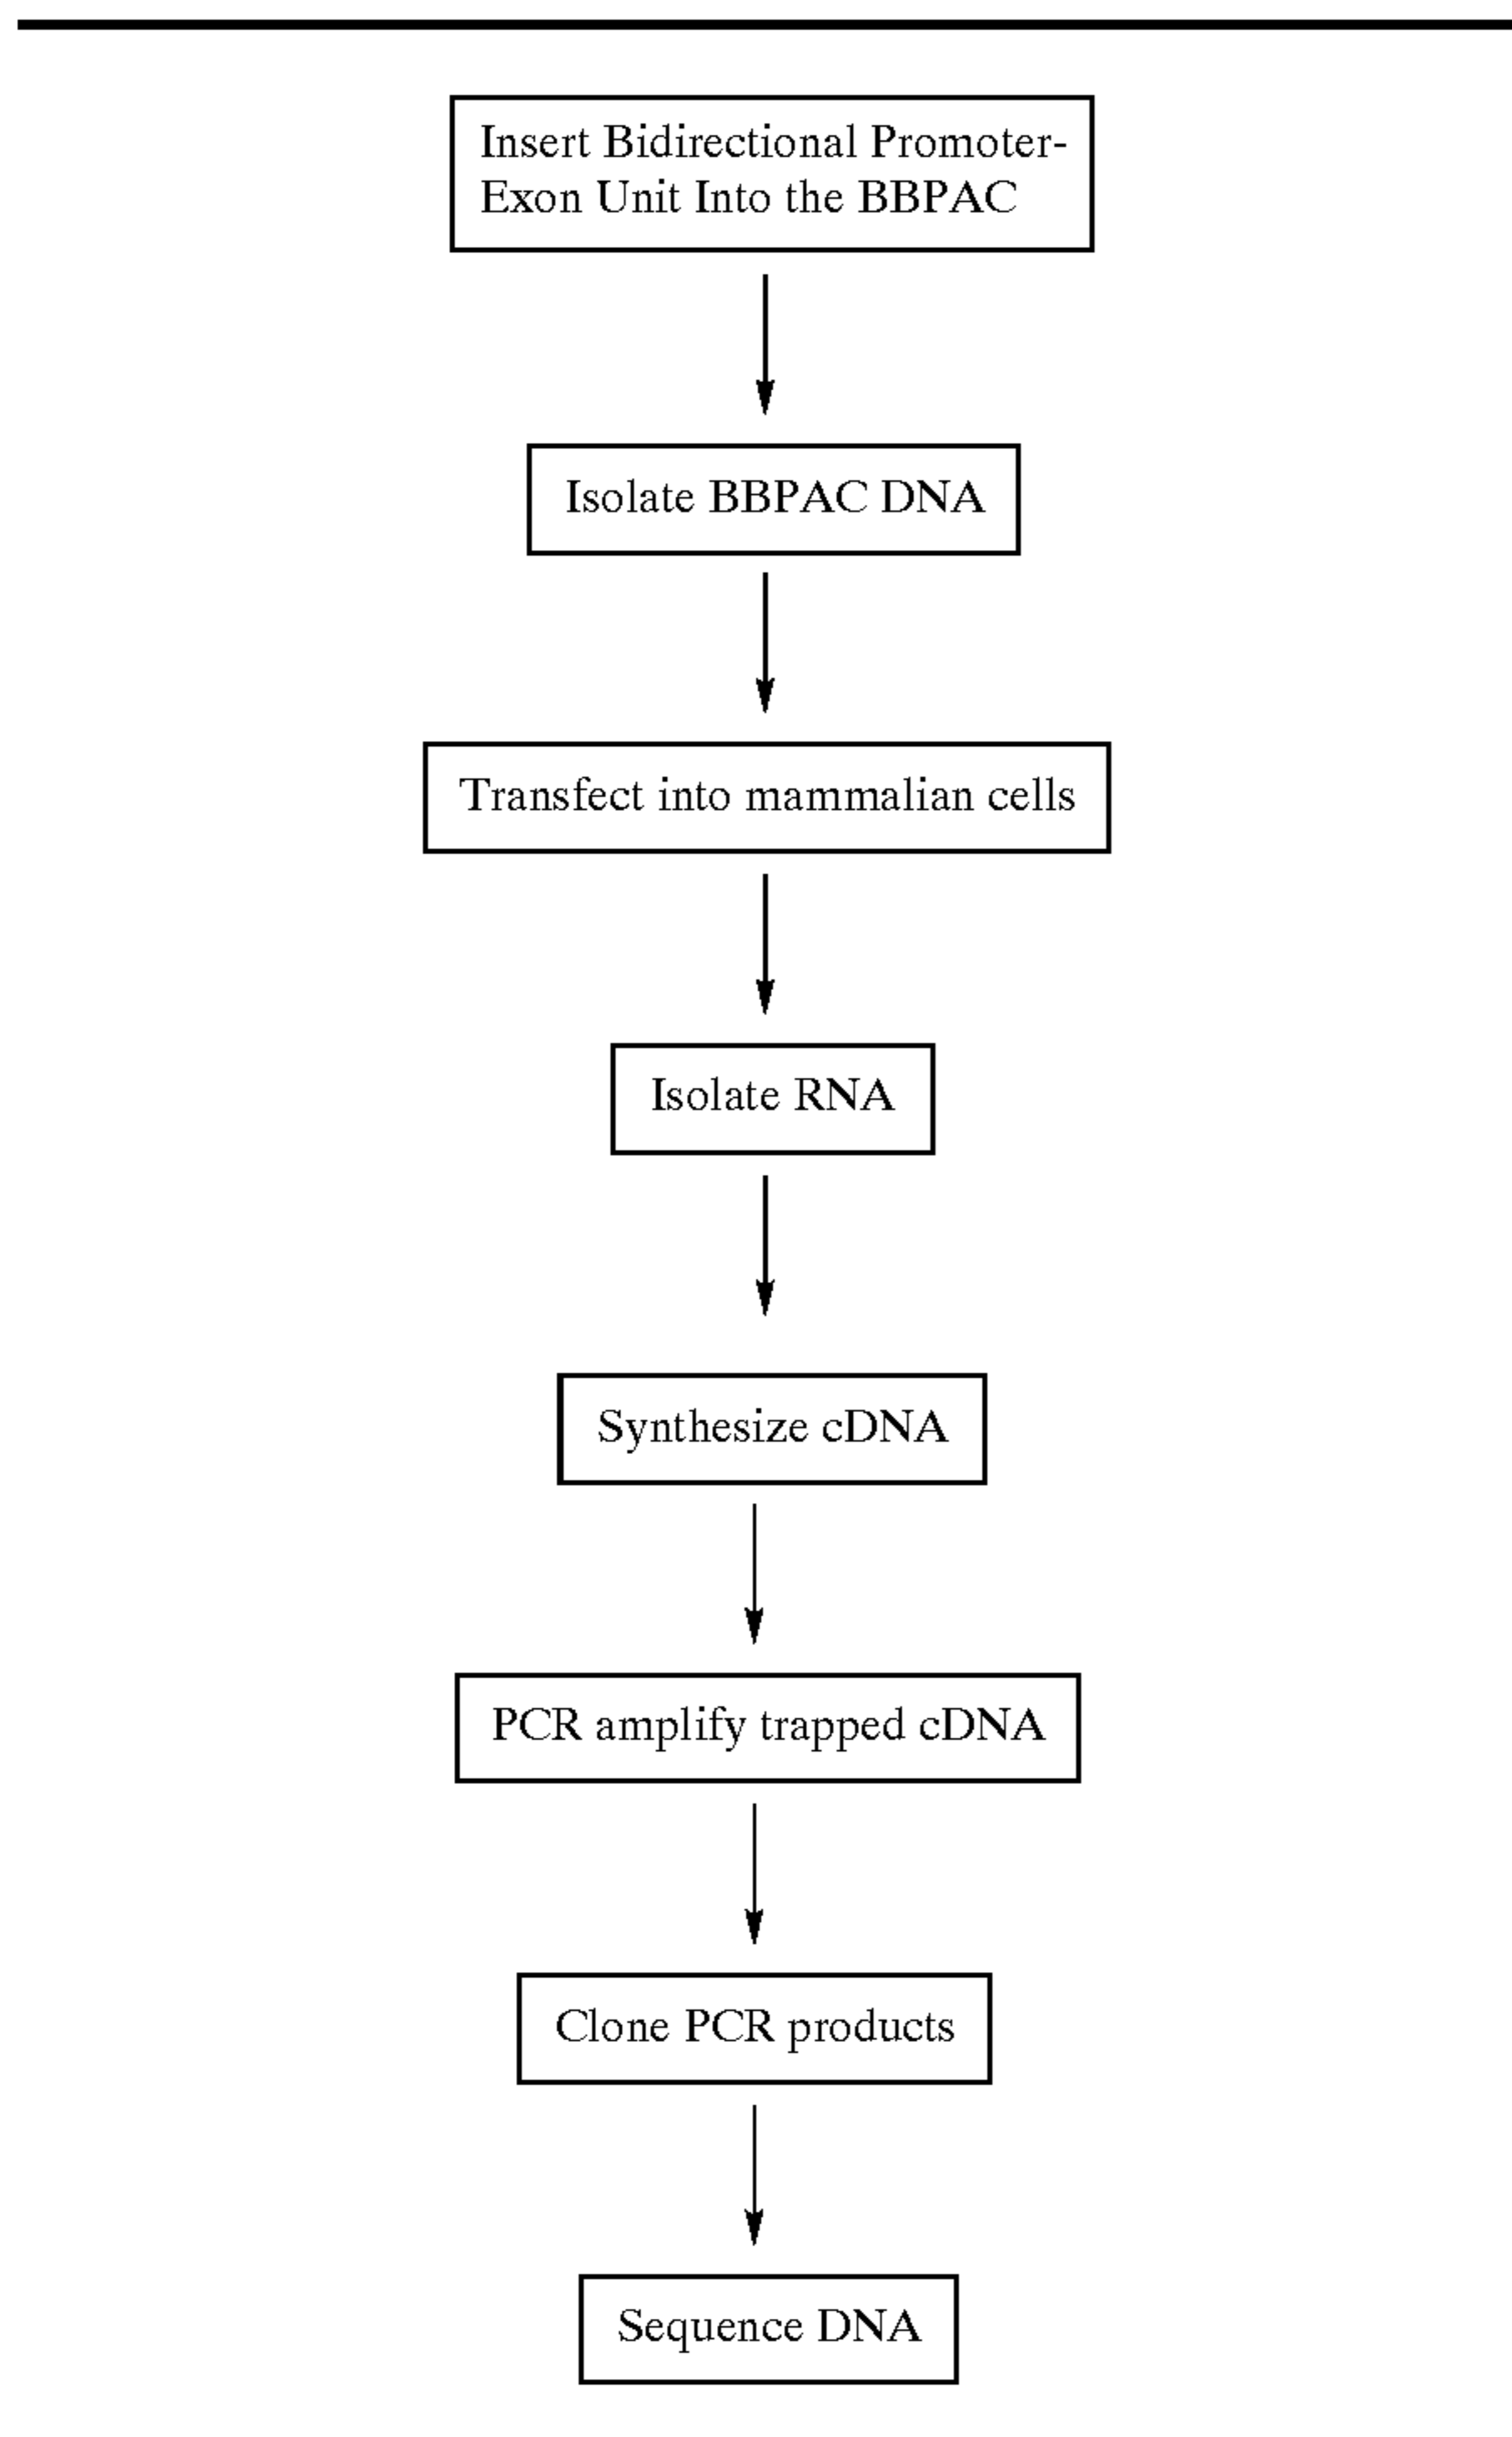 Insert Bidirectional Promoter-
Exon Unit Into the BBPAC
Isolate BBPAC DNA
Transfect into mammalian cells
Isolate RNA
Synthesize cDNA
PCR amplify trapped cDNA
Clone PCR products
Sequence DNA